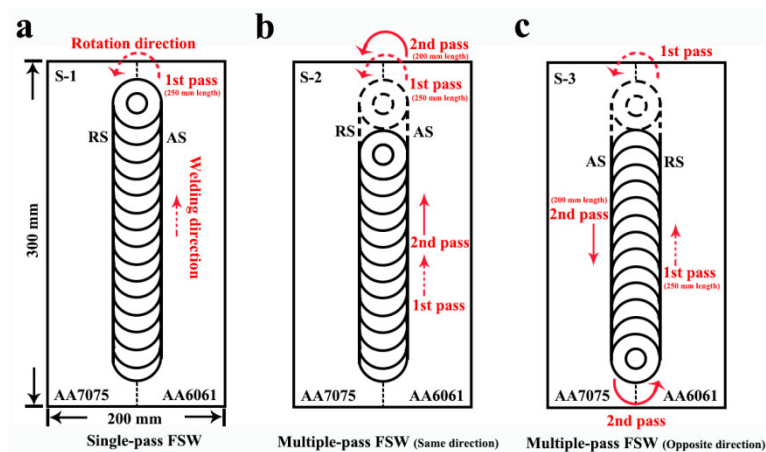 a
Rotation direction
S-1
1st pass
(250 mm length)
RS
AS
Welding direction
300 mm
AA7075
AA6061
200 mm
Single-pass FSW
b
2nd pass
(200 mm length)
S-2
1st pass
(250 mm length)
RS
AS
2nd pass
1st pass
AA7075
AA6061
Multiple-pass FSW (Same direction)
c
1st pass
S-3
AS
RS
(200 mm length)
2nd pass
1st pass
(250 mm length)
AA7075
AA6061
2nd pass
Multiple-pass FSW (Opposite direction)